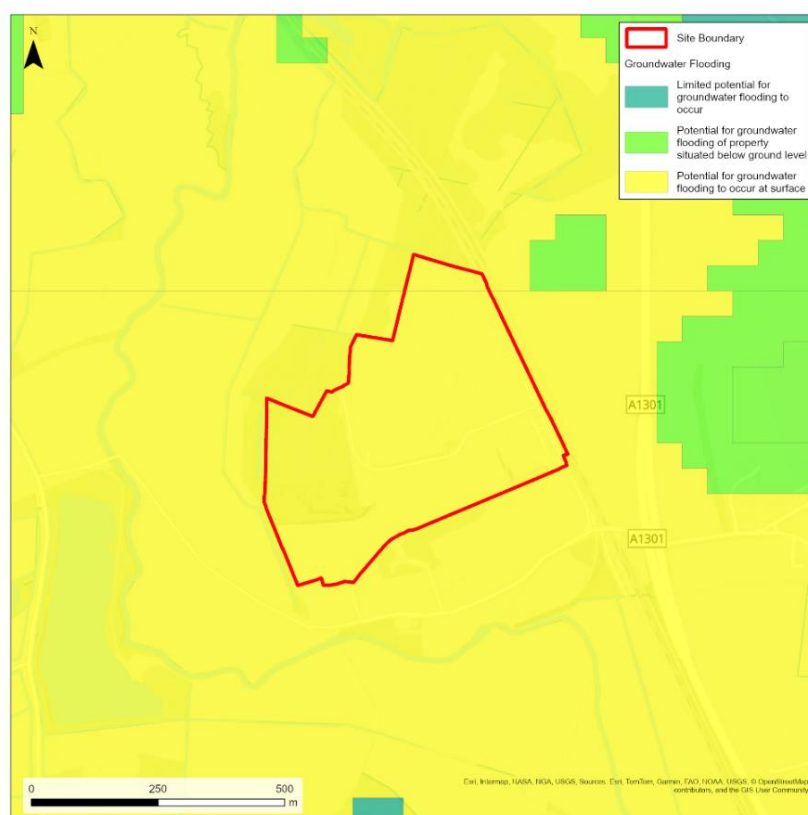 N
Site Boundary
Groundwater Flooding
Limited potential for
groundwater flooding to
occur
Potential for groundwater
flooding of property
situated below ground level
Potential for groundwater
flooding to occur at surface
A1301
A1301
0 250 500
m
Esri, Intermap, NASA, NGA, USGS, Sources: Esri, TomTom, Garmin, FAO, NOAA, USGS, © OpenStreetMap
contributors, and the GIS User Community